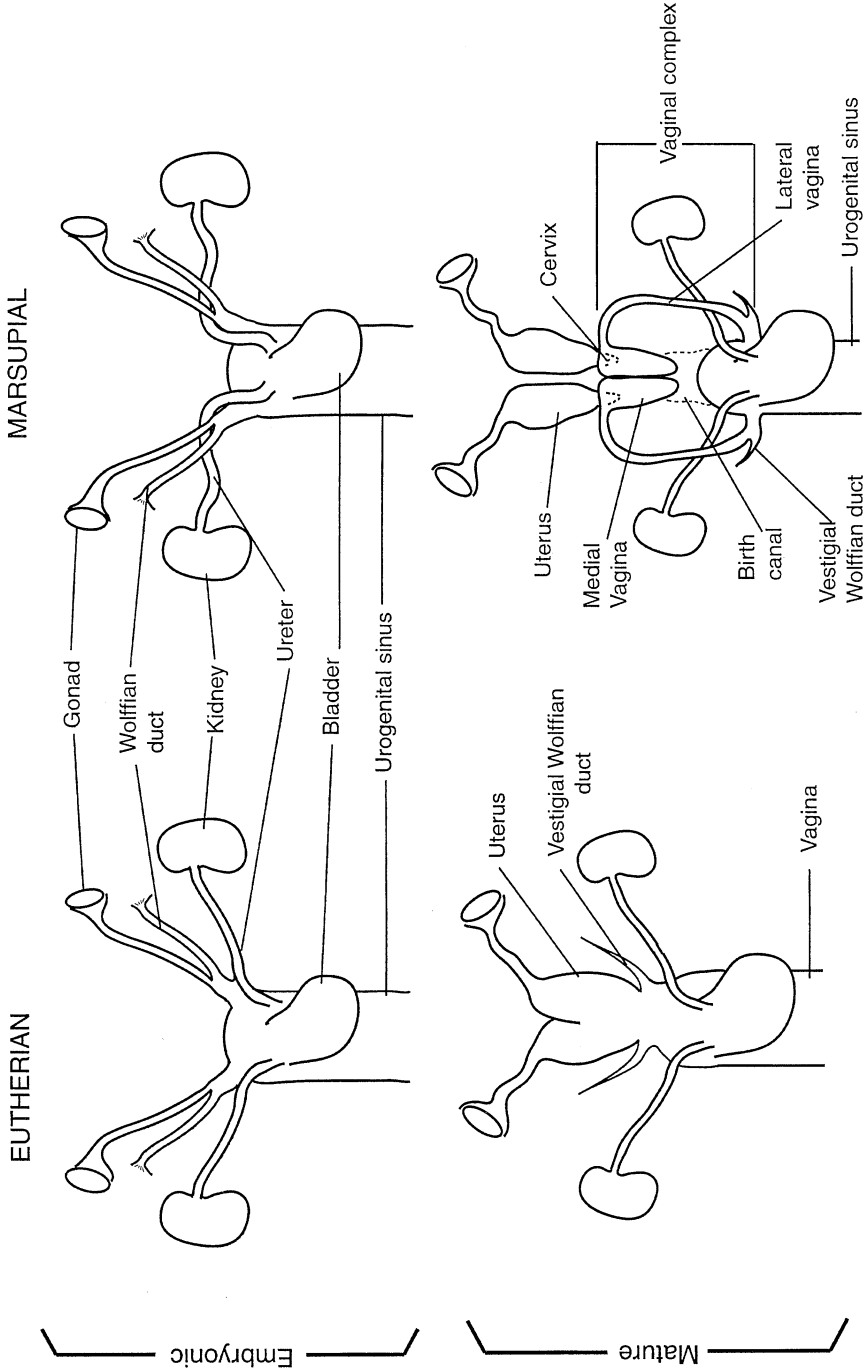 EUTHERIAN
MARSUPIAL
Embryonic
Gonad
Wolffian
duct
Kidney
Ureter
Bladder
Urogenital sinus
Mature
Uterus
Vestigial Wolffian
duct
Vagina
Uterus
Medial
Vagina
Birth
canal
Vestigial
Wolffian duct
Cervix
Vaginal complex
Lateral
vagina
Urogenital sinus